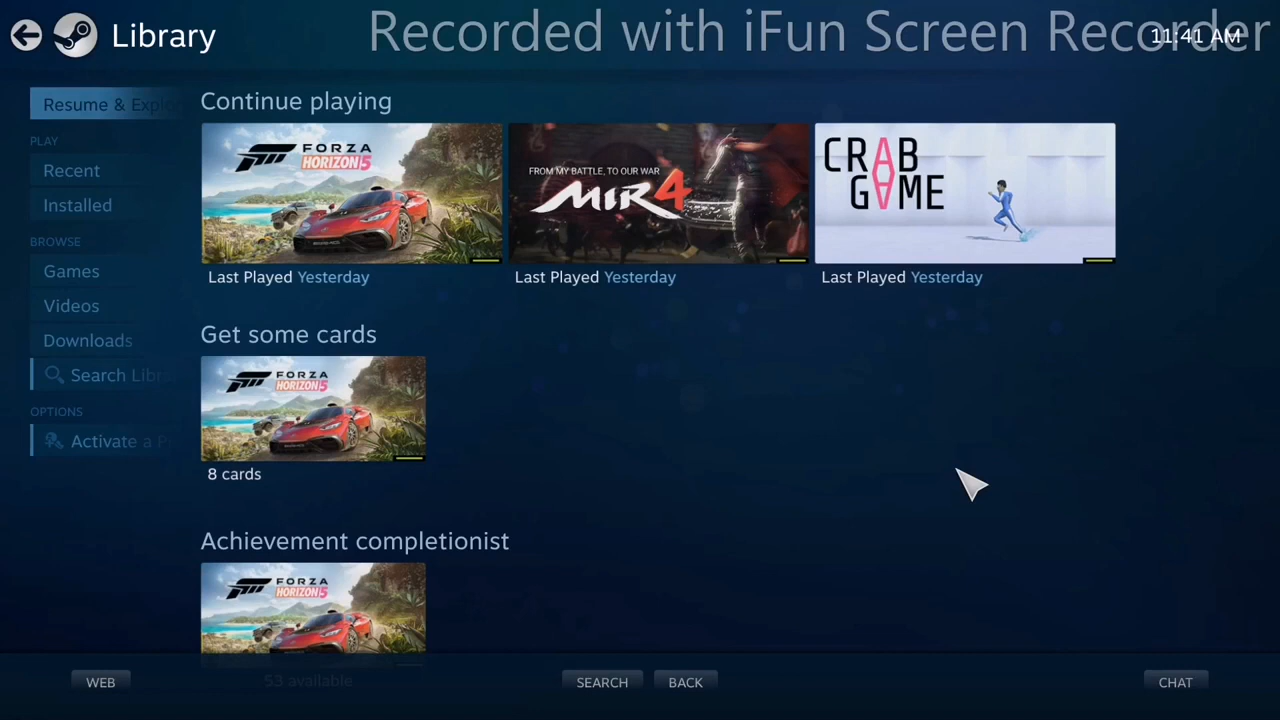 Library
Recorded with iFun Screen Recorder
11:41 AM
Resume &
PLAY
Recent
Installed
BROWSE
Games
Videos
Downloads
Search
OPTIONS
Activate a
Continue playing
FORZA
HORIZON 5
Last Played Yesterday
FROM MY BATTLE, TO OUR WAR
MIR4
Last Played Yesterday
CRAB
GAME
Last Played Yesterday
Get some cards
FORZA
HORIZON 5
8 cards
Achievement completionist
FORZA
HORIZON 5
53 available
WEB
SEARCH
BACK
CHAT